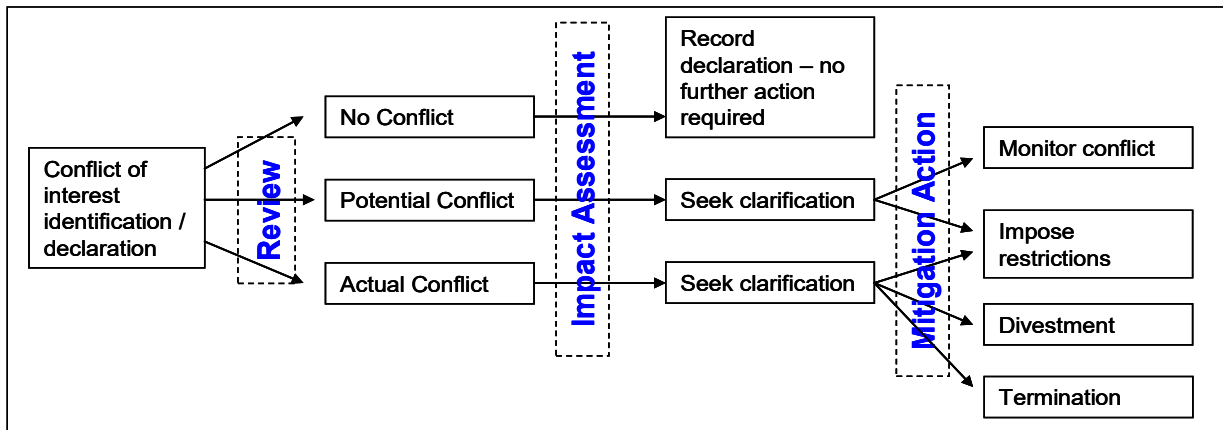 Conflict of
interest
identification /
declaration
Review
No Conflict
Potential Conflict
Actual Conflict
Impact Assessment
Record
declaration – no
further action
required
Seek clarification
Seek clarification
Mitigation Action
Monitor conflict
Impose
restrictions
Divestment
Termination